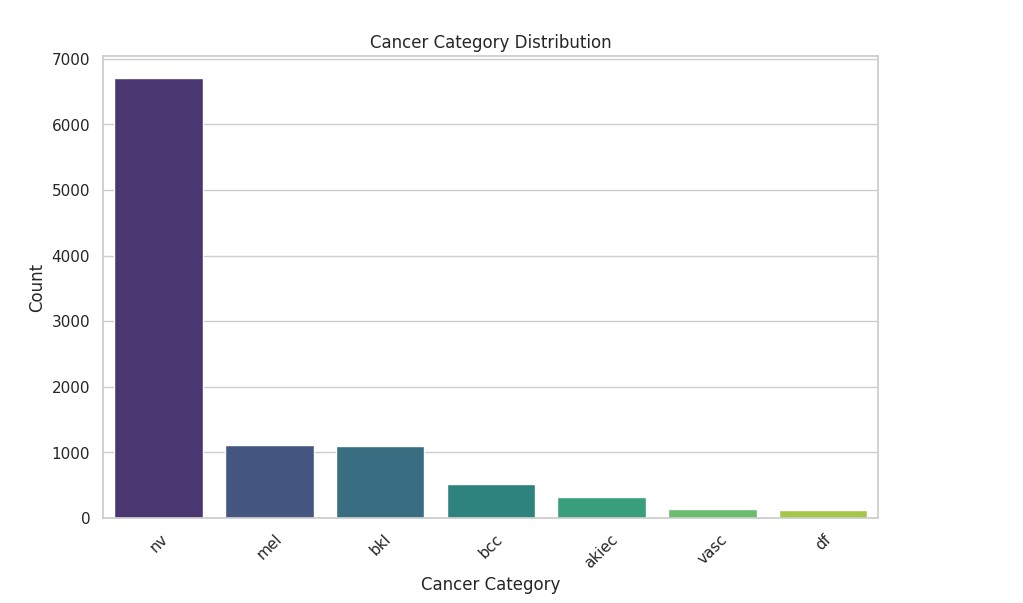 Cancer Category Distribution
7000
6000
5000
4000
3000
2000
1000
0
Count
nv
mel
bkl
bcc
akiec
vasc
df
Cancer Category